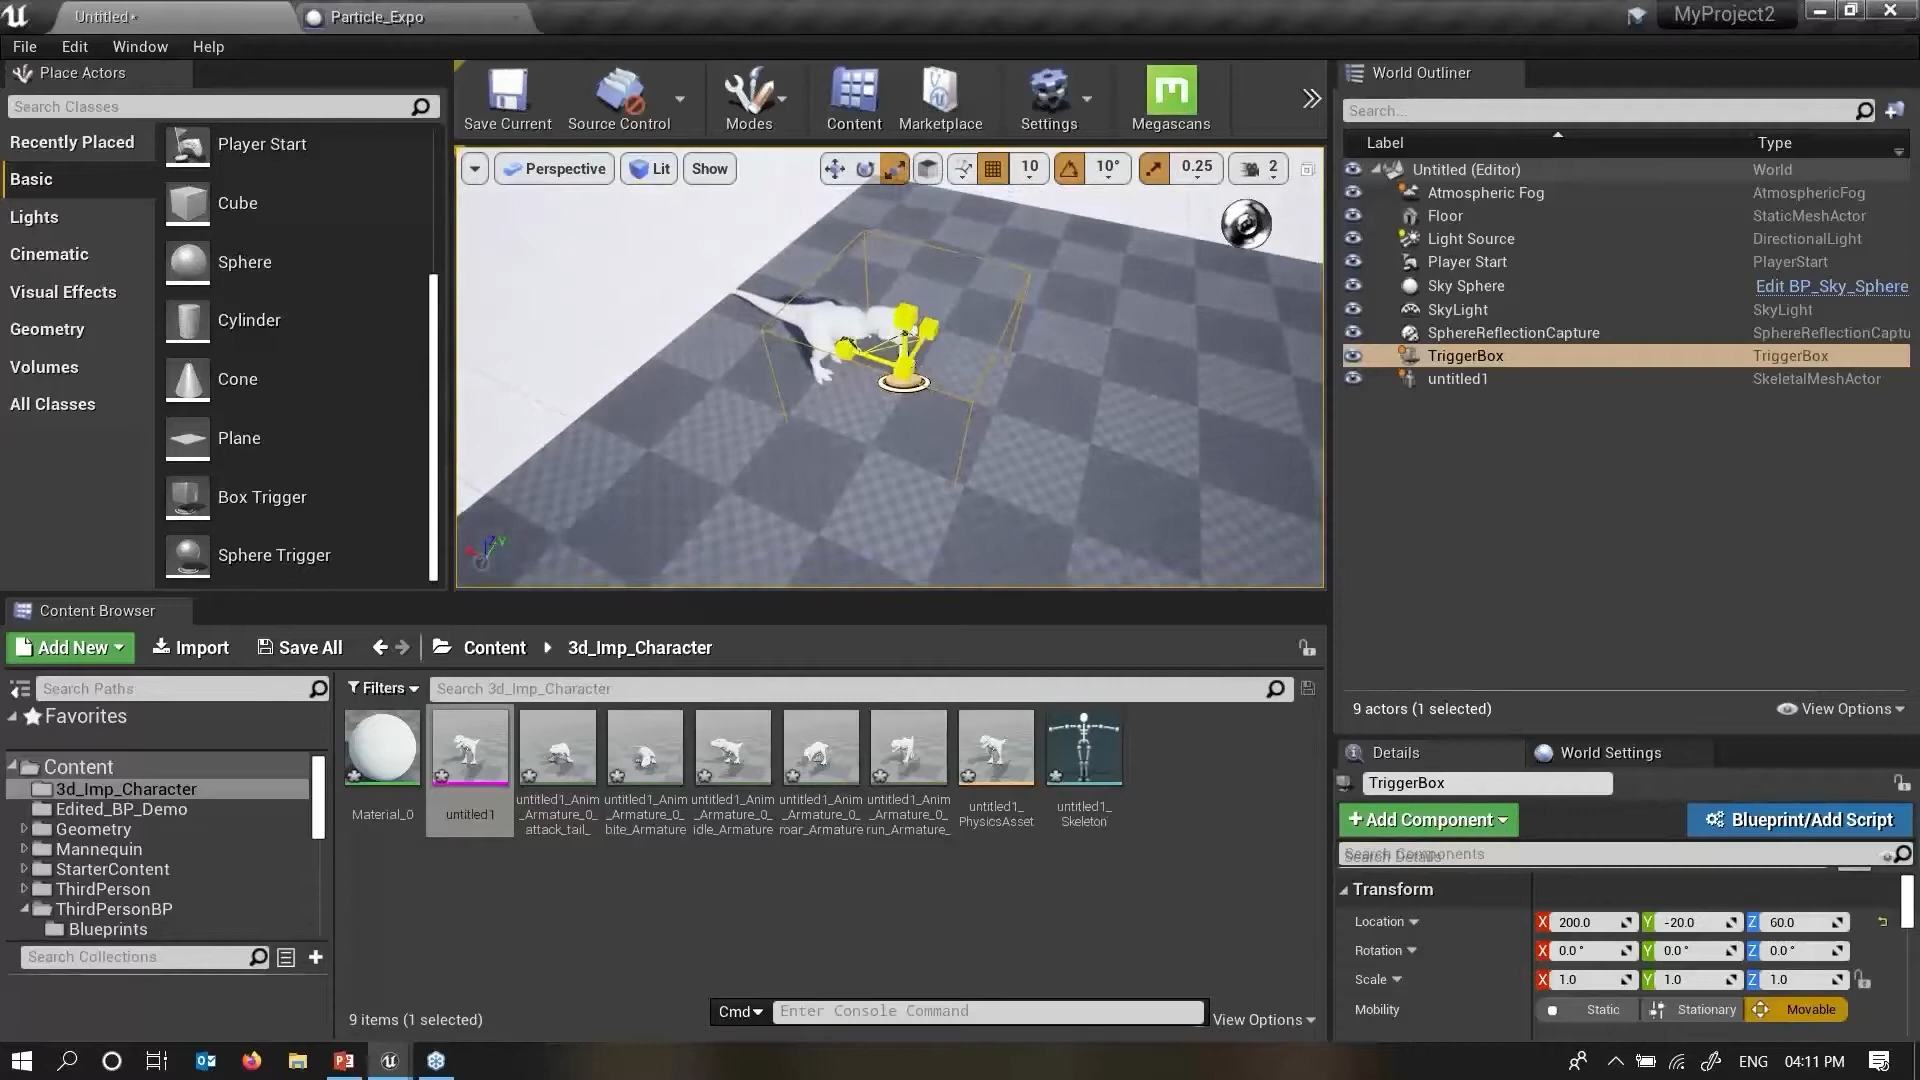 Untitled*
Particle_Expo
MyProject2
File
Edit
Window
Help
Place Actors
Search Classes
Recently Placed
Basic
Lights
Cinematic
Visual Effects
Geometry
Volumes
All Classes
Player Start
Cube
Sphere
Cylinder
Cone
Plane
Box Trigger
Sphere Trigger
Save Current
Source Control
Modes
Content
Marketplace
Settings
Megascans
Perspective
Lit
Show
10
10°
0.25
2
World Outliner
Search...
Label
Type
Untitled (Editor)
World
Atmospheric Fog
AtmosphericFog
Floor
StaticMeshActor
Light Source
DirectionalLight
Player Start
PlayerStart
Sky Sphere
Edit BP_Sky_Sphere
SkyLight
SkyLight
SphereReflectionCapture
SphereReflectionCaptu
TriggerBox
TriggerBox
untitled1
SkeletalMeshActor
9 actors (1 selected)
View Options
Content Browser
Add New
Import
Save All
Content
3d_Imp_Character
Search Paths
Filters
Search 3d_Imp_Character
Favorites
Content
3d_Imp_Character
Edited_BP_Demo
Geometry
Mannequin
StarterContent
ThirdPerson
ThirdPersonBP
Blueprints
Search Collections
Material_0
untitled1
untitled1_Anim
_Armature_0_
attack_tail_
untitled1_Anim
_Armature_0_
bite_Armature
untitled1_Anim
_Armature_0_
idle_Armature
untitled1_Anim
_Armature_0_
roar_Armature
untitled1_Anim
_Armature_0_
run_Armature_
untitled1_
PhysicsAsset
untitled1_
Skeleton
9 items (1 selected)
Cmd
Enter Console Command
View Options
Details
World Settings
TriggerBox
Add Component
Blueprint/Add Script
Search Components
Search Details
Transform
Location
X 200.0
Y -20.0
Z 60.0
Rotation
X 0.0°
Y 0.0°
Z 0.0°
Scale
X 1.0
Y 1.0
Z 1.0
Mobility
Static
Stationary
Movable
ENG
04:11 PM